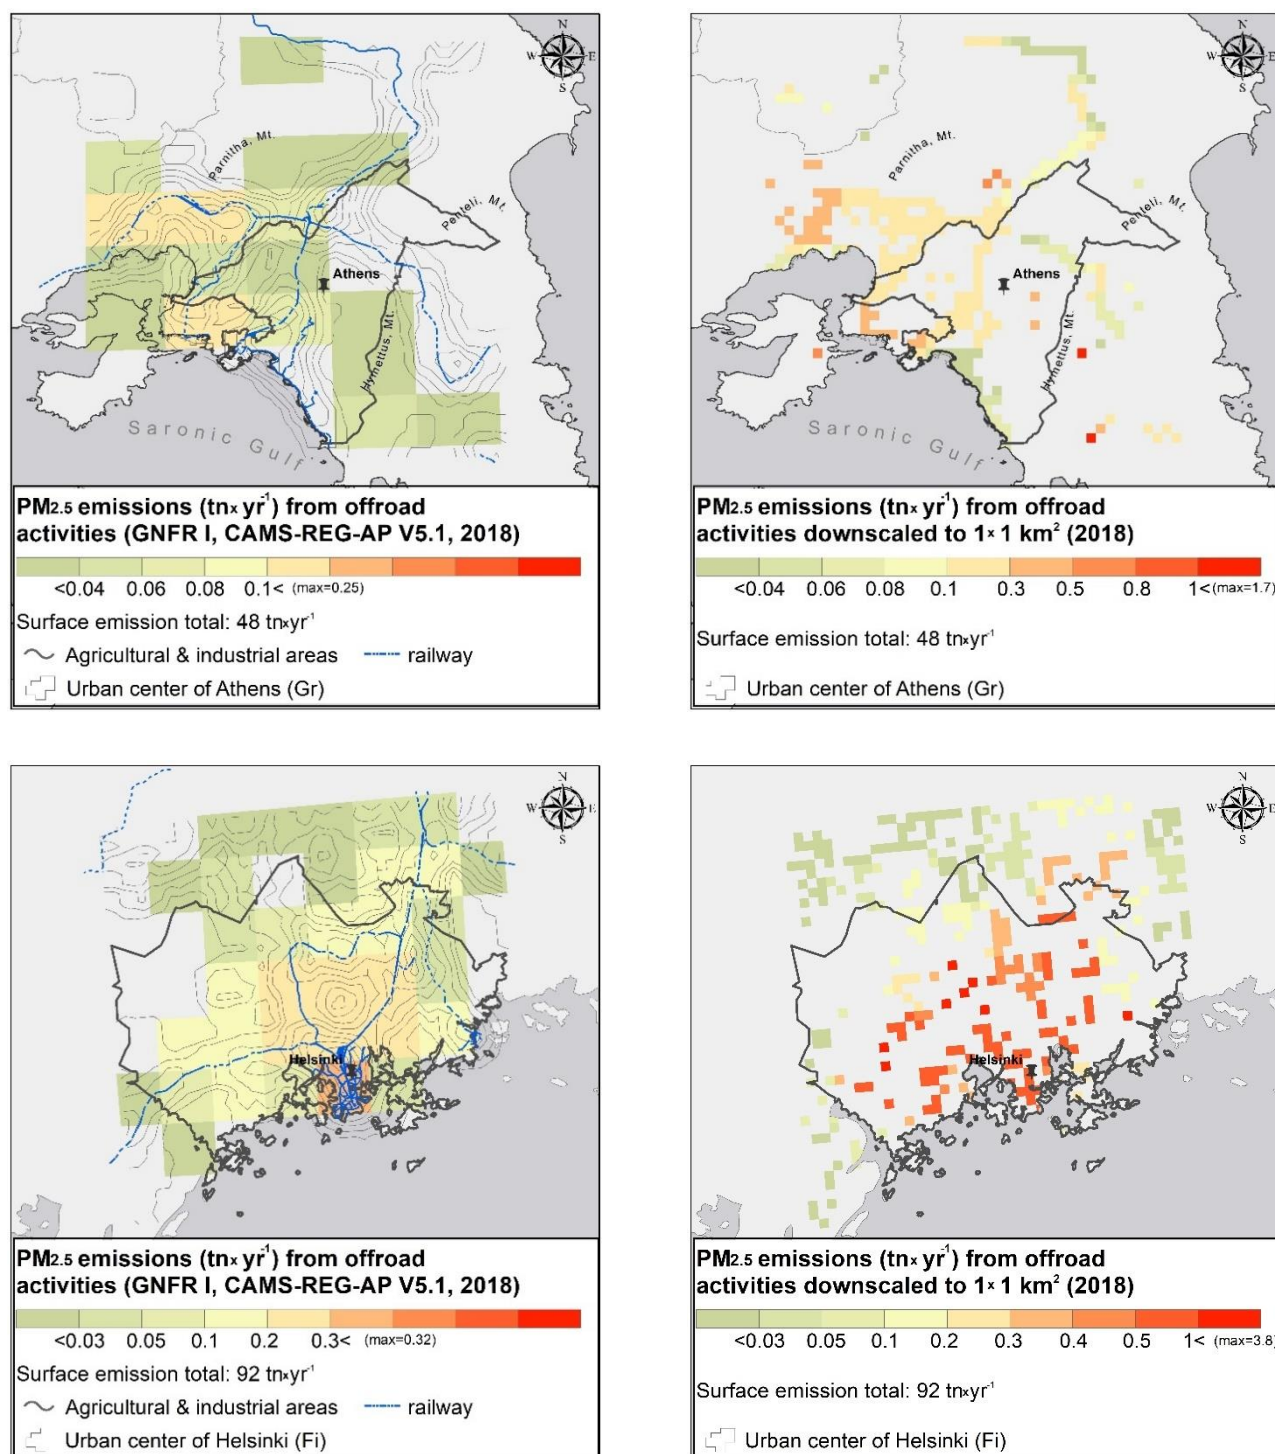 N
W E
S
Parnitha, Mt.
Penteli, Mt.
Athens
Hymettus, Mt.
Saronic Gulf
PM2.5 emissions (tnx yr-1) from offroad
activities (GNFR I, CAMS-REG-AP V5.1, 2018)
<0.04 0.06 0.08 0.1< (max=0.25)
Surface emission total: 48 tnxyr-1
Agricultural & industrial areas railway
Urban center of Athens (Gr)
N
W E
S
Parnitha, Mt.
Penteli, Mt.
Athens
Hymettus, Mt.
Saronic Gulf
PM2.5 emissions (tnx yr-1) from offroad
activities downscaled to 1x 1 km2 (2018)
<0.04 0.06 0.08 0.1 0.3 0.5 0.8 1<(max=1.7)
Surface emission total: 48 tnxyr-1
Urban center of Athens (Gr)
N
W E
S
Helsinki
PM2.5 emissions (tnx yr-1) from offroad
activities (GNFR I, CAMS-REG-AP V5.1, 2018)
<0.03 0.05 0.1 0.2 0.3< (max=0.32)
Surface emission total: 92 tnxyr-1
Agricultural & industrial areas railway
Urban center of Helsinki (Fi)
N
W E
S
Helsinki
PM2.5 emissions (tnx yr-1) from offroad
activities downscaled to 1x 1 km2 (2018)
<0.03 0.05 0.1 0.2 0.3 0.4 0.5 1< (max=3.8)
Surface emission total: 92 tnxyr-1
Urban center of Helsinki (Fi)